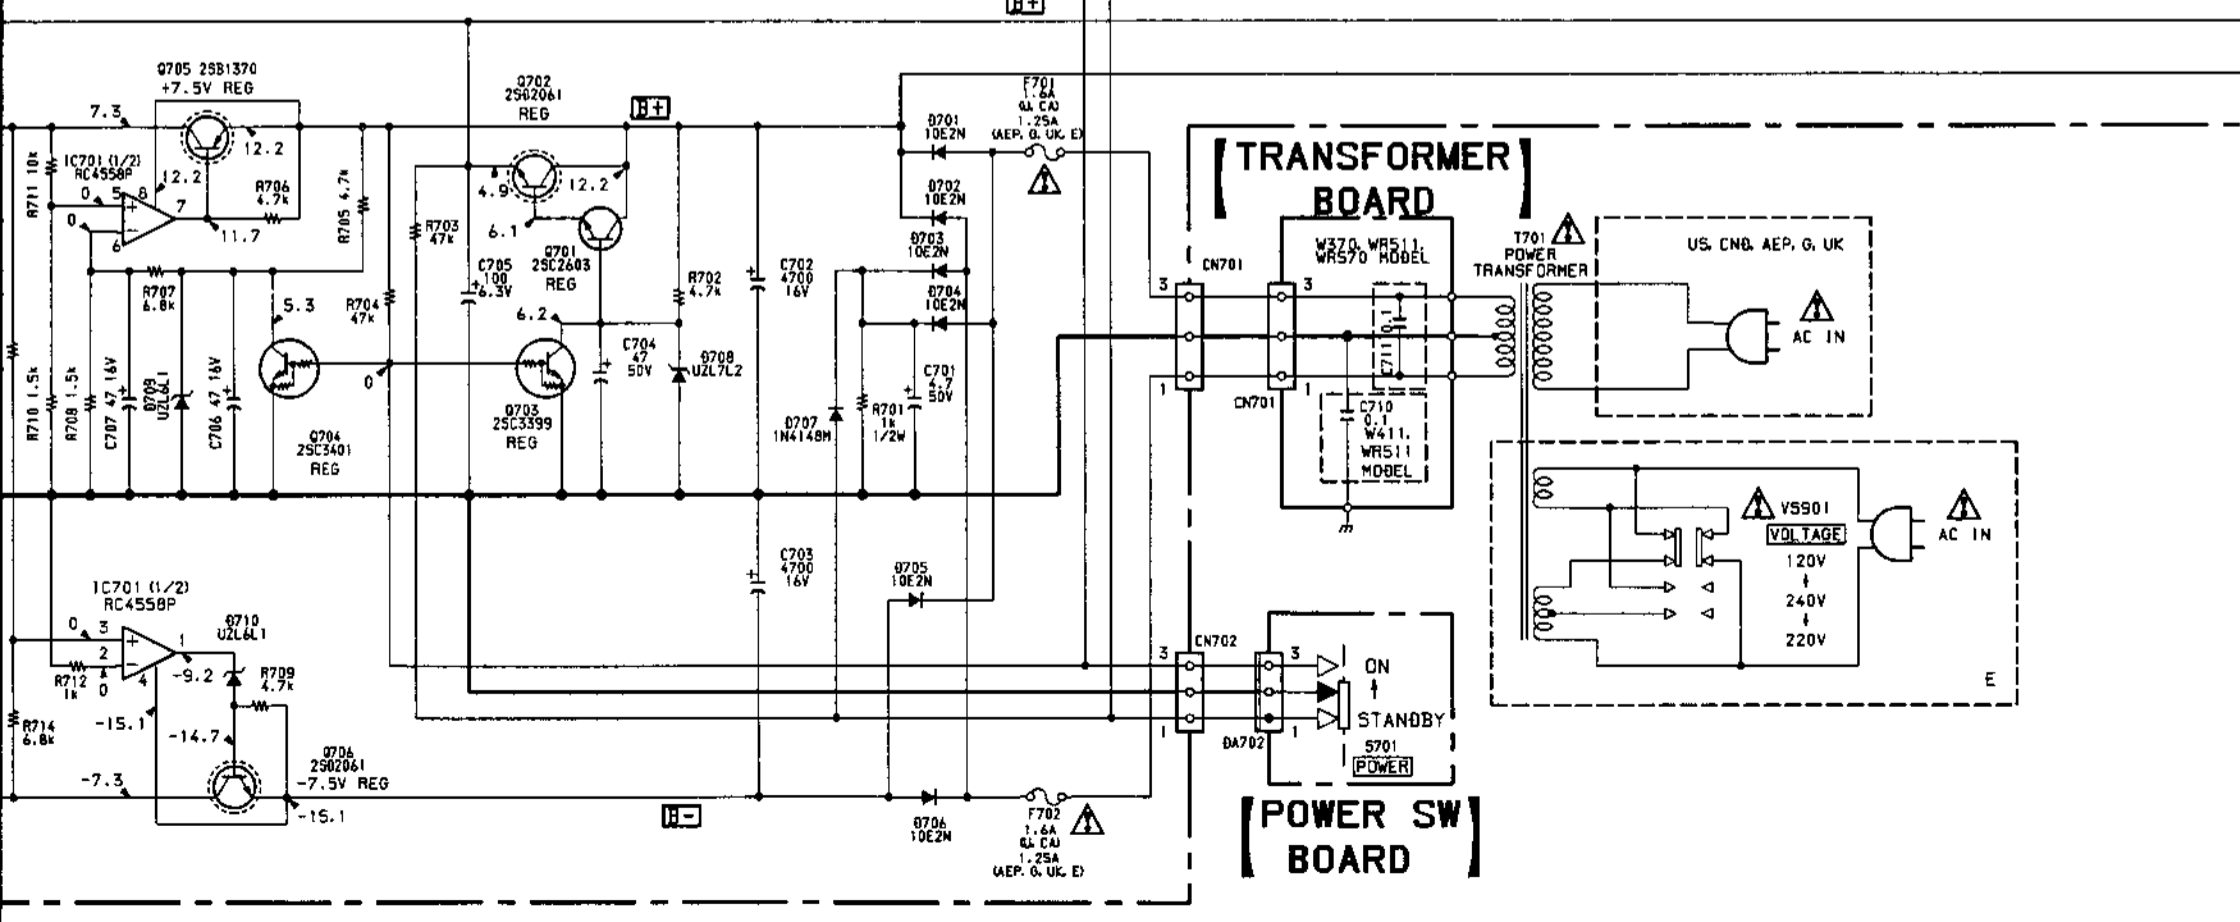 B+
Q705 2SB1370
+7.5V REG
7.3
12.2
IC701 (1/2)
RC4558P
12.2
R711 10k
0
5
8
7
0
6
11.7
R706
4.7k
R705 4.7k
Q702
2SD2061
REG
B+
4.9
12.2
6.1
Q701
2SC2603
REG
R703
47k
C705
100
6.3V
R702
4.7k
C702
4700
16V
R707
6.8k
5.3
R704
47k
6.2
C704
47
50V
D708
UZL7L2
R710 1.5k
R708 1.5k
C707 47 16V
D709
UZL6L1
C706 47 16V
Q704
2SC3401
REG
0
Q703
2SC3399
REG
D701
10E2N
D702
10E2N
D703
10E2N
D704
10E2N
F701
1.6A
(U, CA)
1.25A
(AEP, G, UK, E)
D707
1N4148M
R701
1k
1/2W
C701
4.7
50V
TRANSFORMER
BOARD
W370, WR511,
WR570 MODEL
CN701
3
1
3
1
CN701
C711 0.1
C710
0.1
W411,
WR511
MODEL
T701
POWER
TRANSFORMER
US, CND, AEP, G, UK
AC IN
VS901
VOLTAGE
120V
240V
220V
AC IN
E
C703
4700
16V
D705
10E2N
IC701 (1/2)
RC4558P
0
3
2
1
4
0
R712
1k
D710
UZL6L1
-9.2
R709
4.7k
-15.1
-14.7
R714
6.8k
Q706
2SD2061
-7.5V REG
-7.3
-15.1
B-
D706
10E2N
F702
1.6A
(U, CA)
1.25A
(AEP, G, UK, E)
CN702
3
1
3
1
DA702
ON
STANDBY
S701
POWER
POWER SW
BOARD